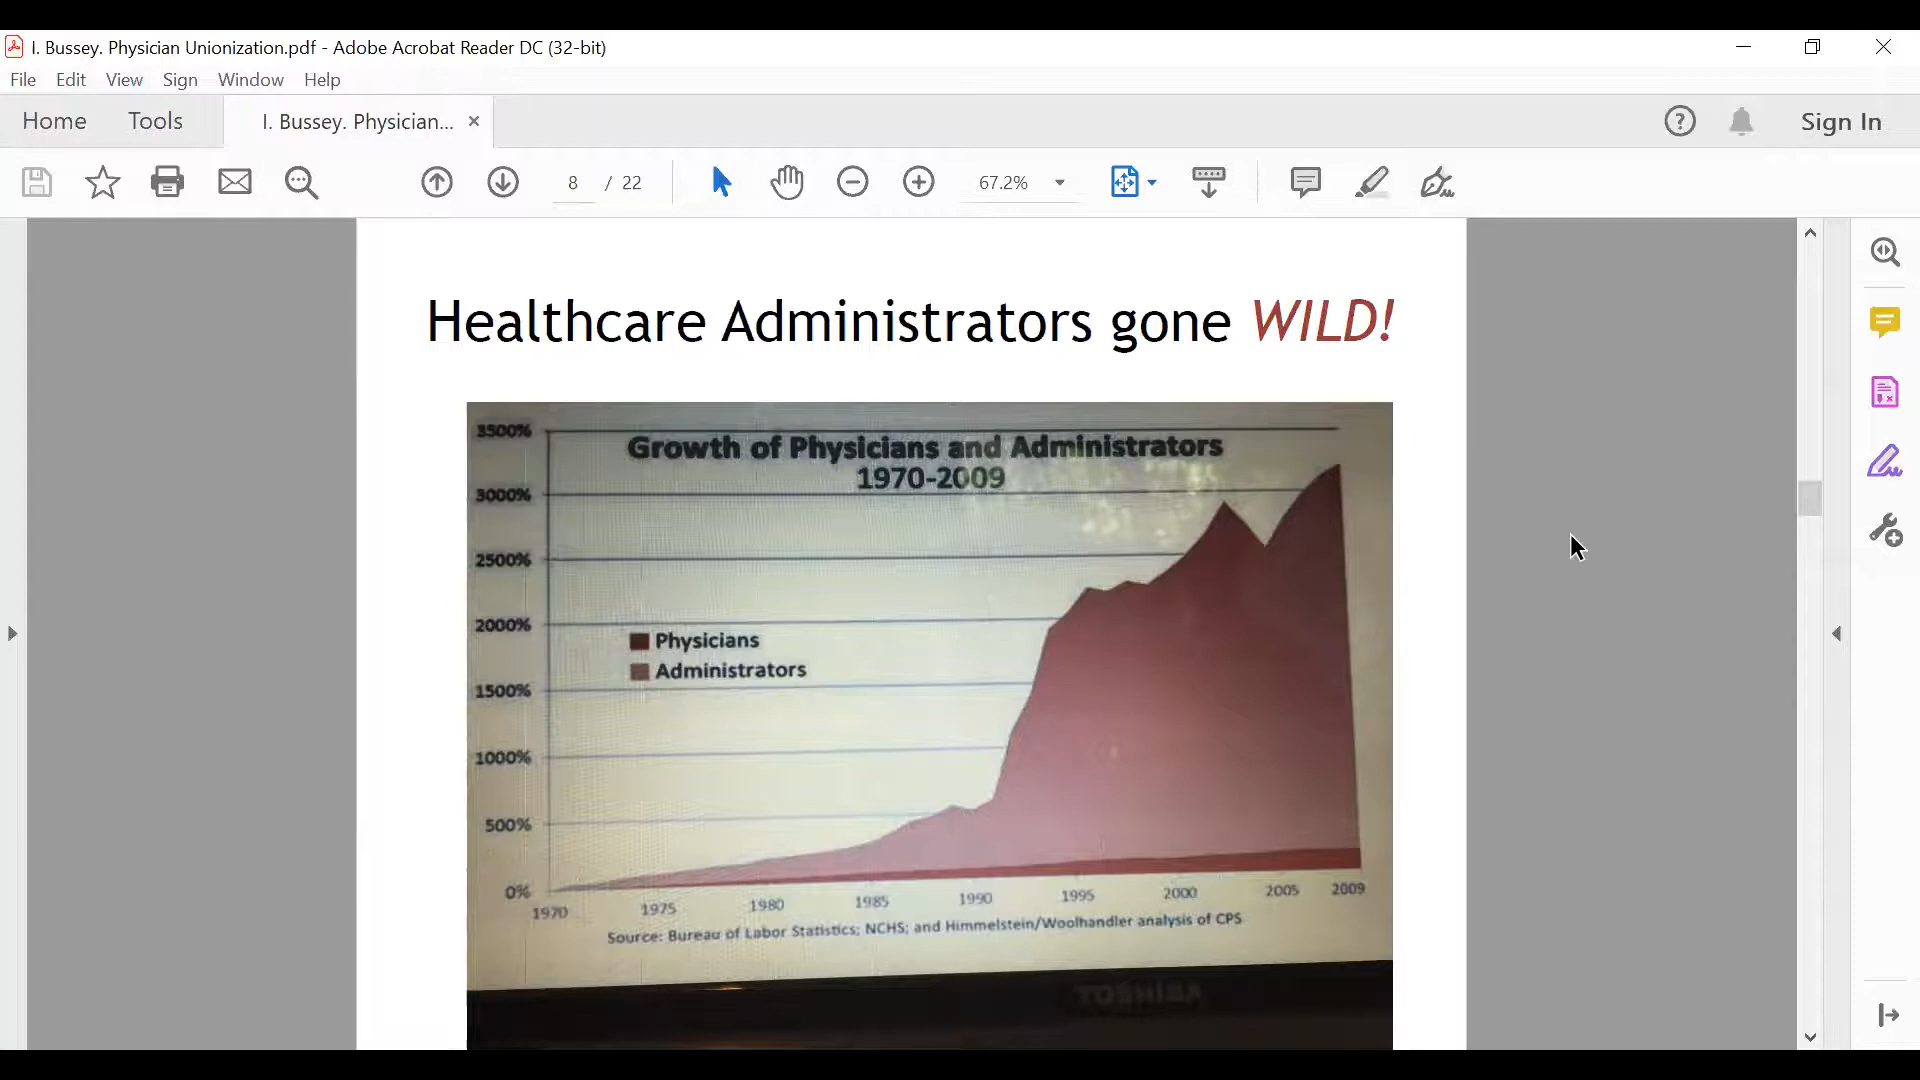 I. Bussey. Physician Unionization.pdf - Adobe Acrobat Reader DC (32-bit)
File Edit View Sign Window Help
Home Tools I. Bussey. Physician... Sign In
8 / 22 67.2%
Healthcare Administrators gone WILD!
Growth of Physicians and Administrators
1970-2009
3500%
3000%
2500%
2000%
1500%
1000%
500%
0%
Physicians
Administrators
1970 1975 1980 1985 1990 1995 2000 2005 2009
Source: Bureau of Labor Statistics; NCHS; and Himmelstein/Woolhandler analysis of CPS
TOSHIBA